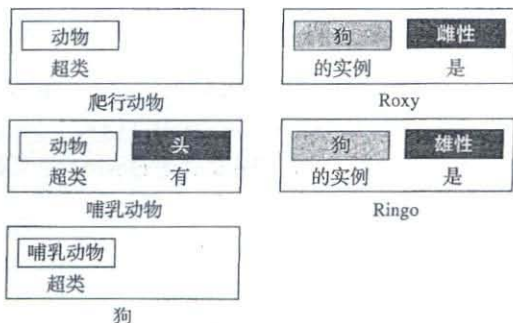 动物
超类
爬行动物
动物 头
超类 有
哺乳动物
哺乳动物
超类
狗
狗 雌性
的实例 是
Roxy
狗 雄性
的实例 是
Ringo